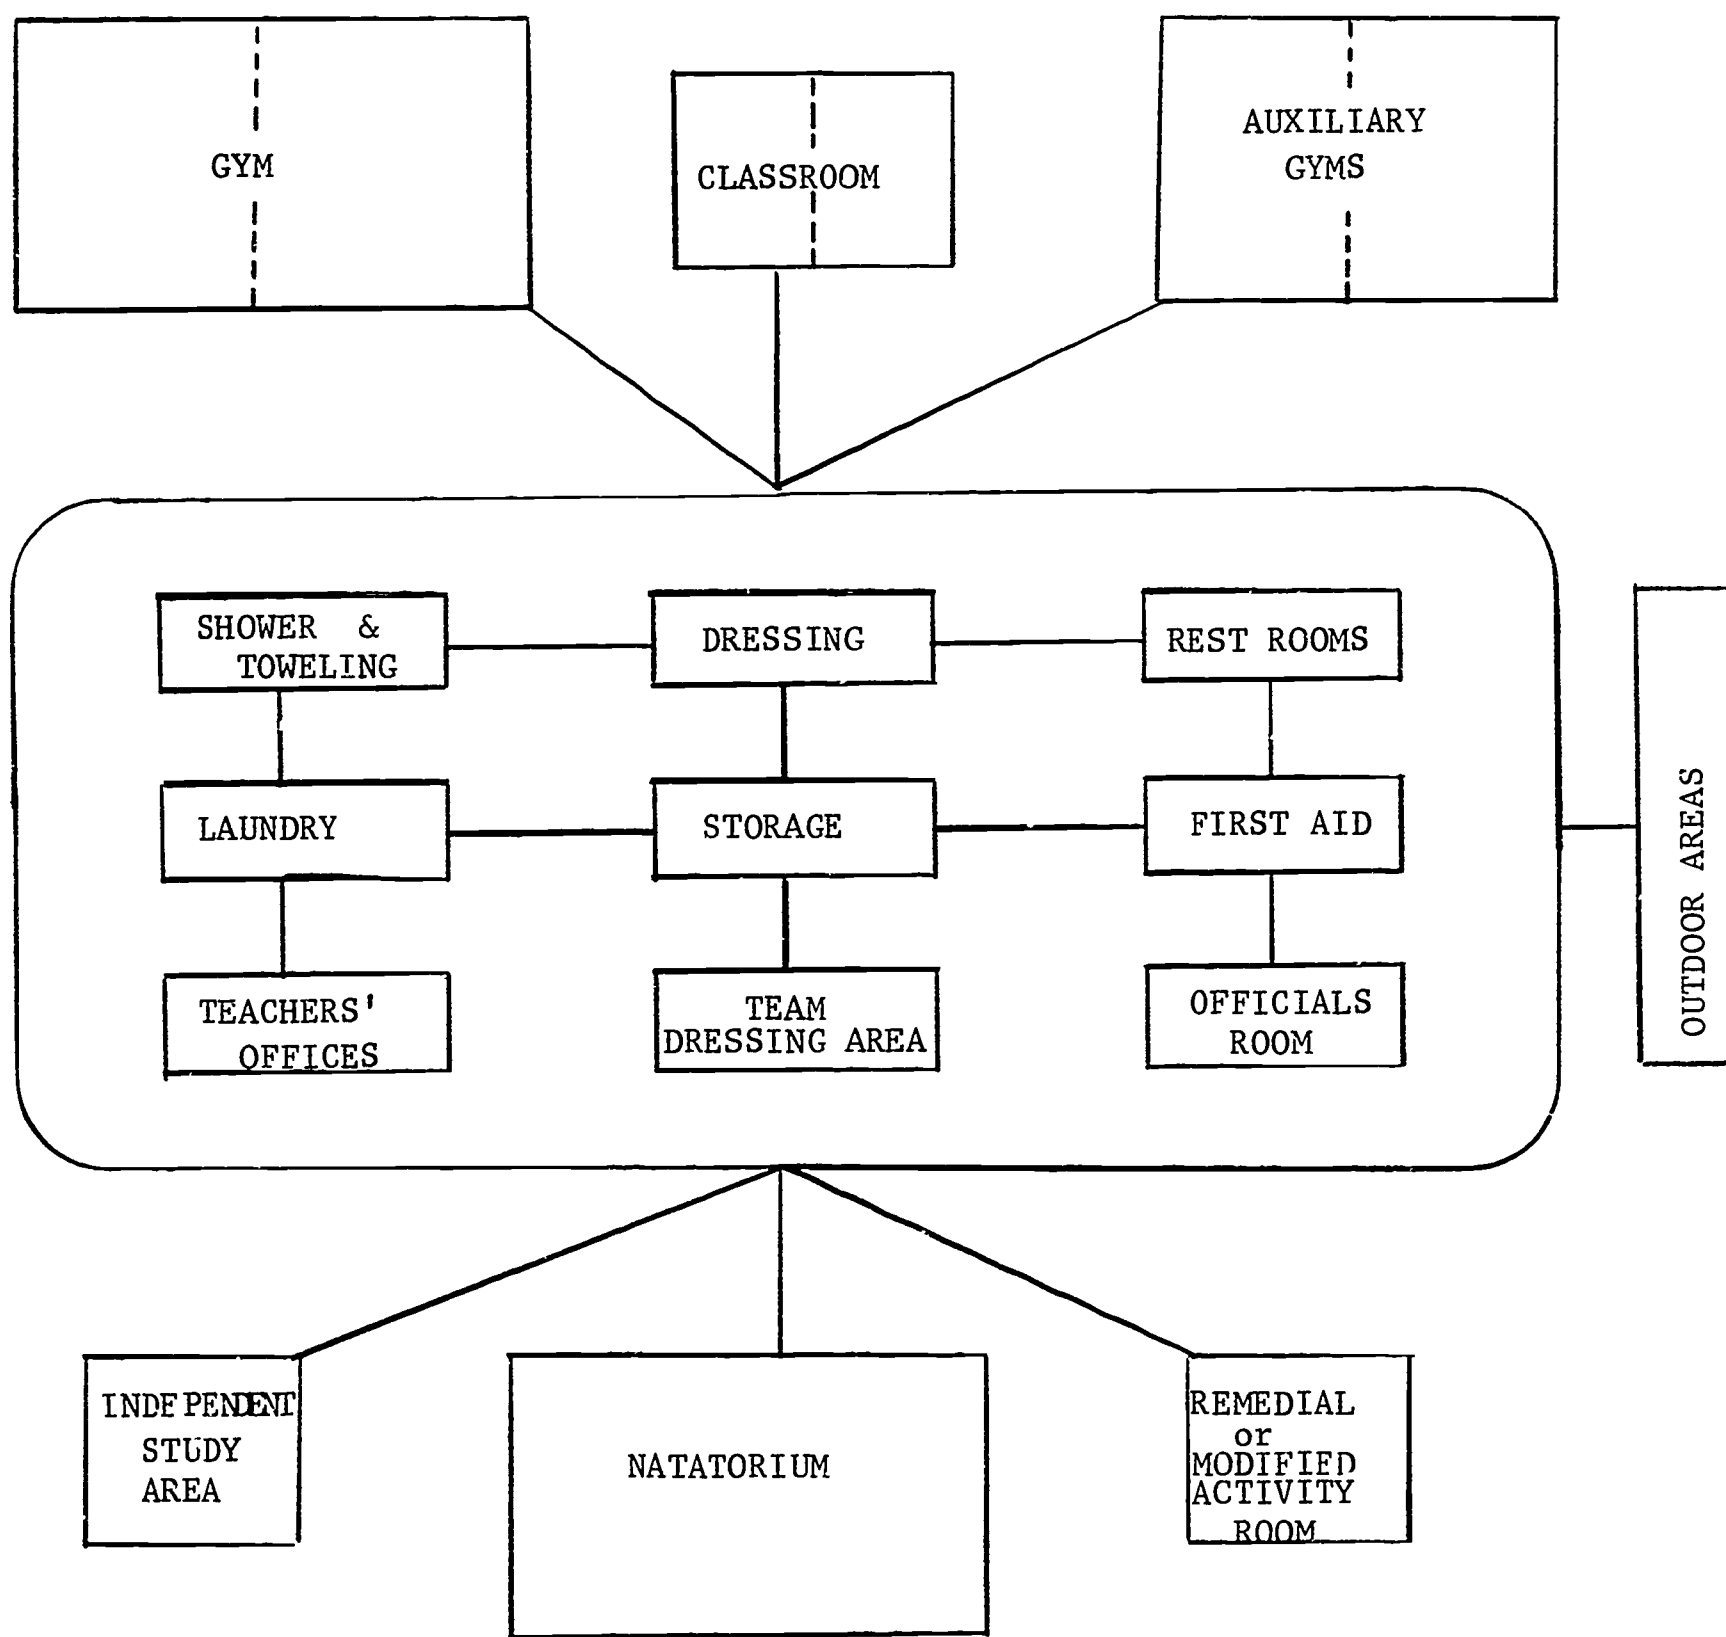 GYM
CLASSROOM
AUXILIARY
GYMS
SHOWER &
TOWELING
DRESSING
REST ROOMS
LAUNDRY
STORAGE
FIRST AID
TEACHERS'
OFFICES
TEAM
DRESSING AREA
OFFICIALS
ROOM
OUTDOOR AREAS
INDEPENDENT
STUDY
AREA
NATATORIUM
REMEDIAL
or
MODIFIED
ACTIVITY
ROOM